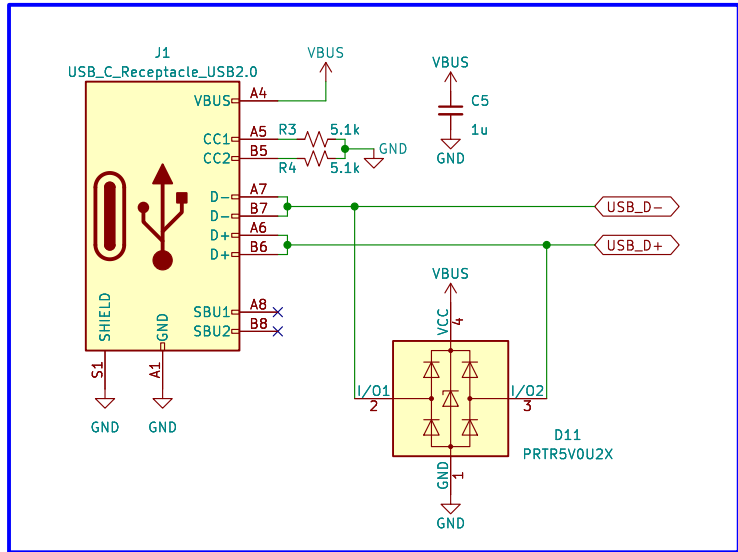 J1
USB_C_Receptacle_USB2.0
VBUS
A4
CC1
A5
CC2
B5
D-
A7
D-
B7
D+
A6
D+
B6
SBU1
A8
SBU2
B8
SHIELD
S1
GND
A1
GND
GND
VBUS
R3
5.1k
R4
5.1k
GND
VBUS
C5
1u
GND
USB_D-
USB_D+
VBUS
VCC
4
I/O1
2
I/O2
3
GND
1
D11
PRTR5V0U2X
GND